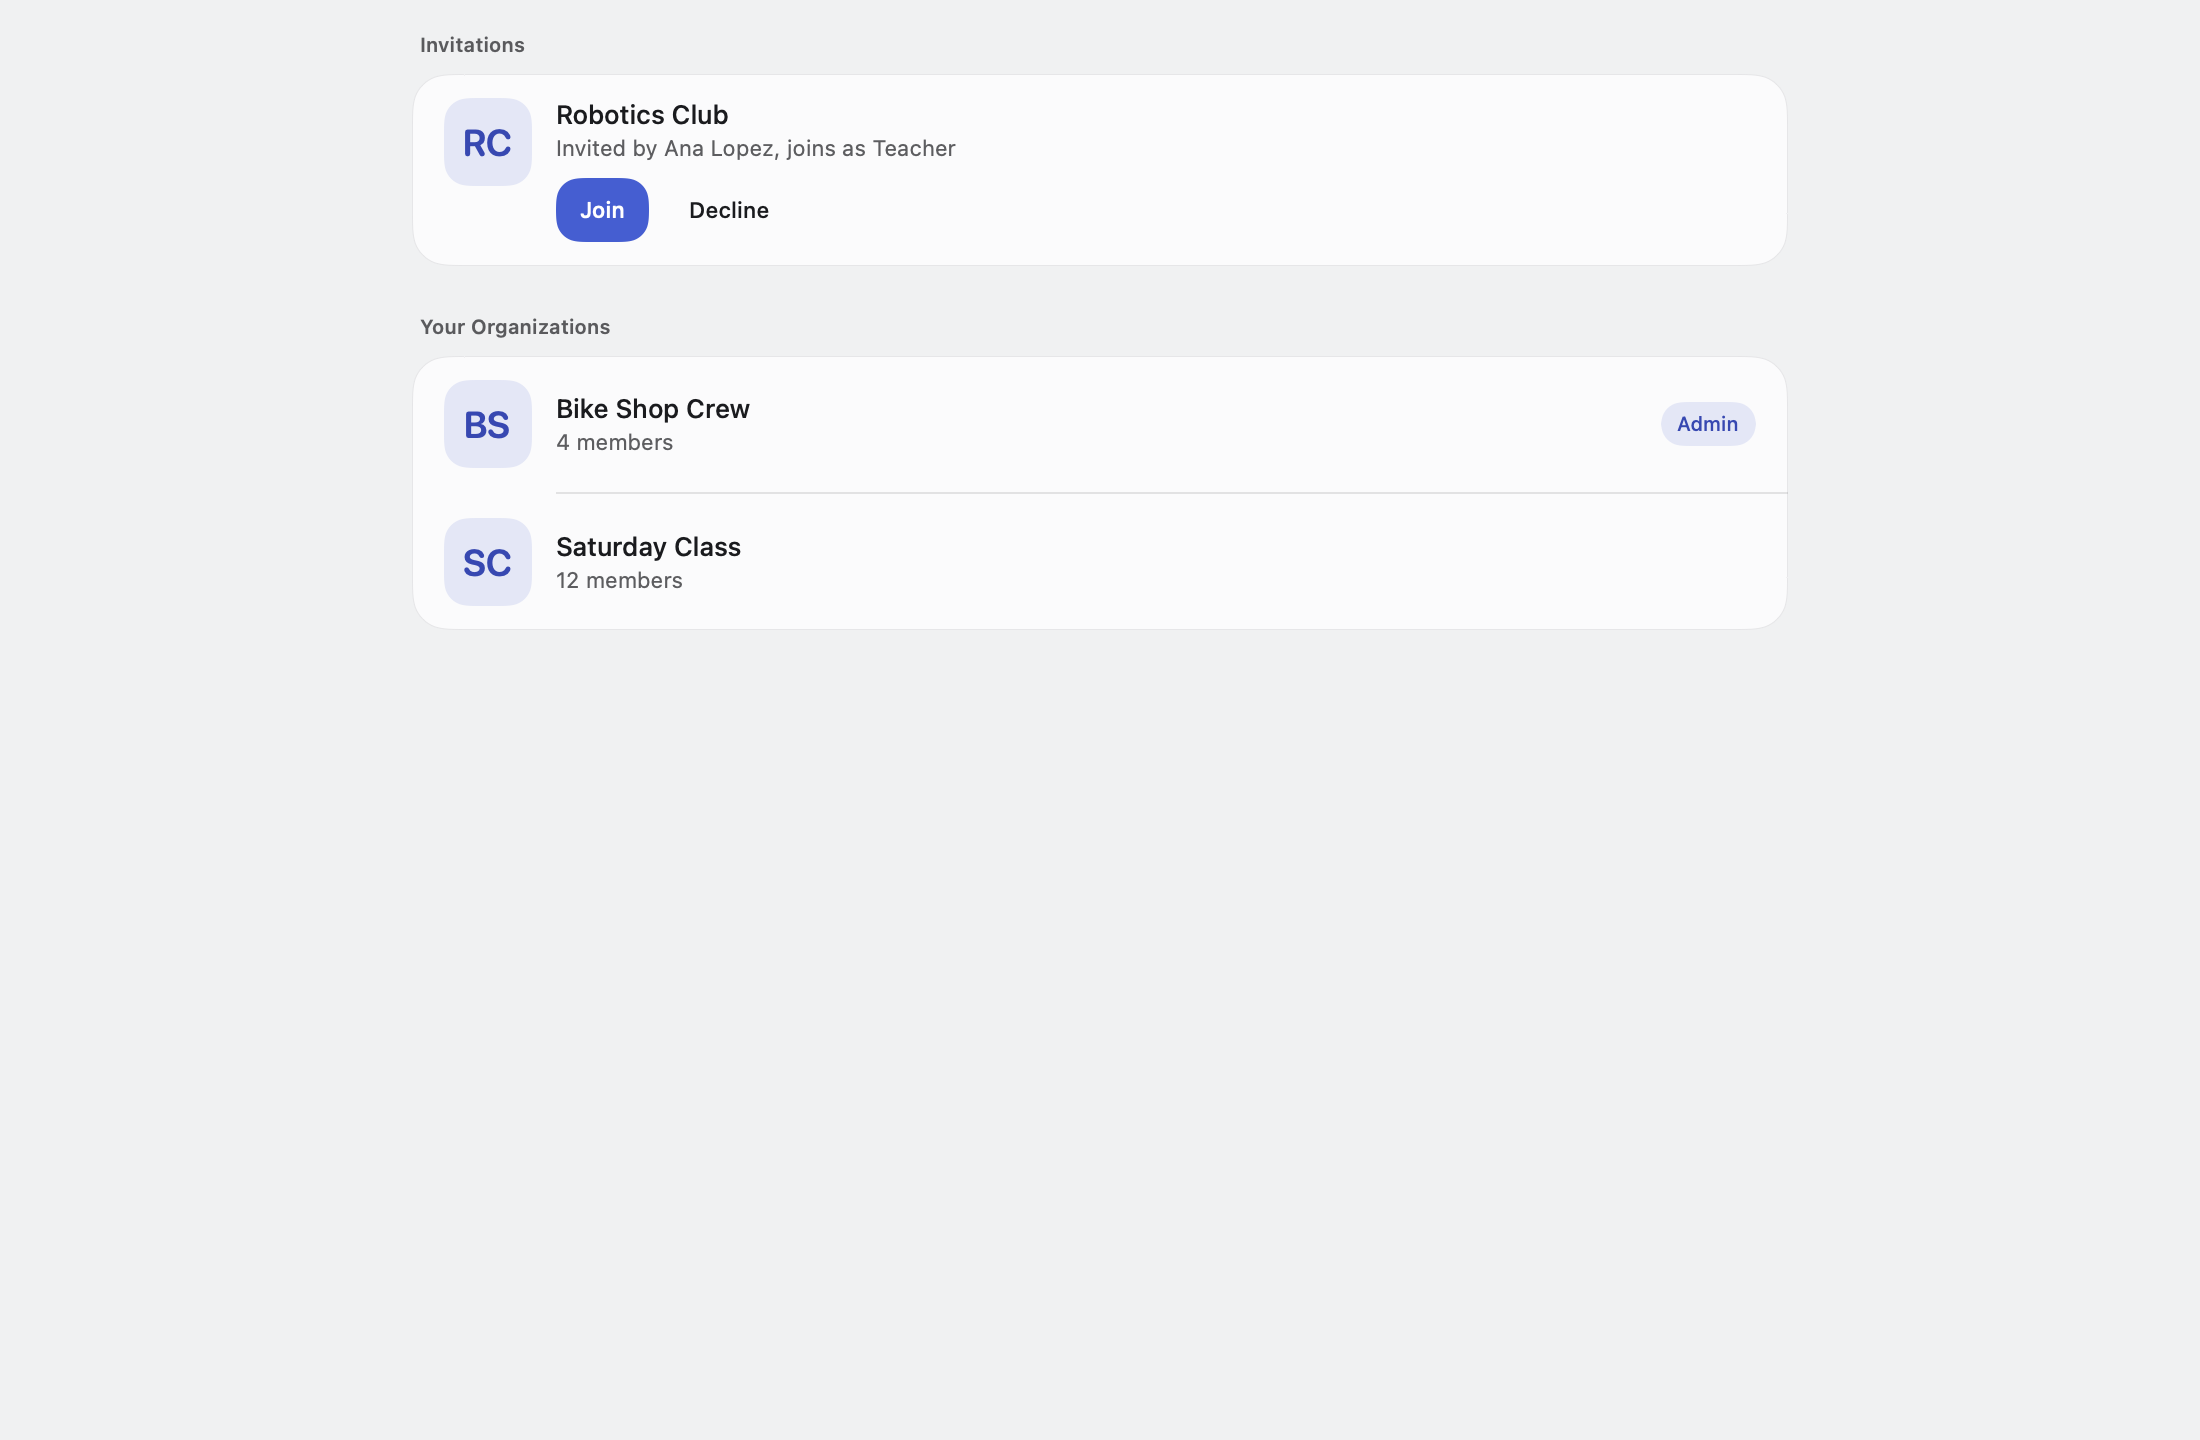 Invitations
RC
Robotics Club
Invited by Ana Lopez, joins as Teacher
Join
Decline
Your Organizations
BS
Bike Shop Crew
4 members
Admin
SC
Saturday Class
12 members